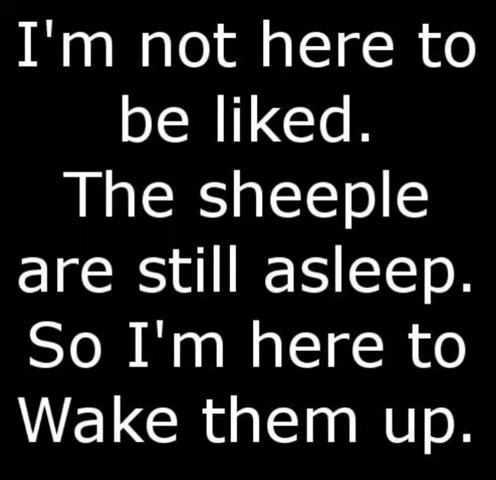 I'm not here to
be liked.
The sheeple
are still asleep.
So I'm here to
Wake them up.